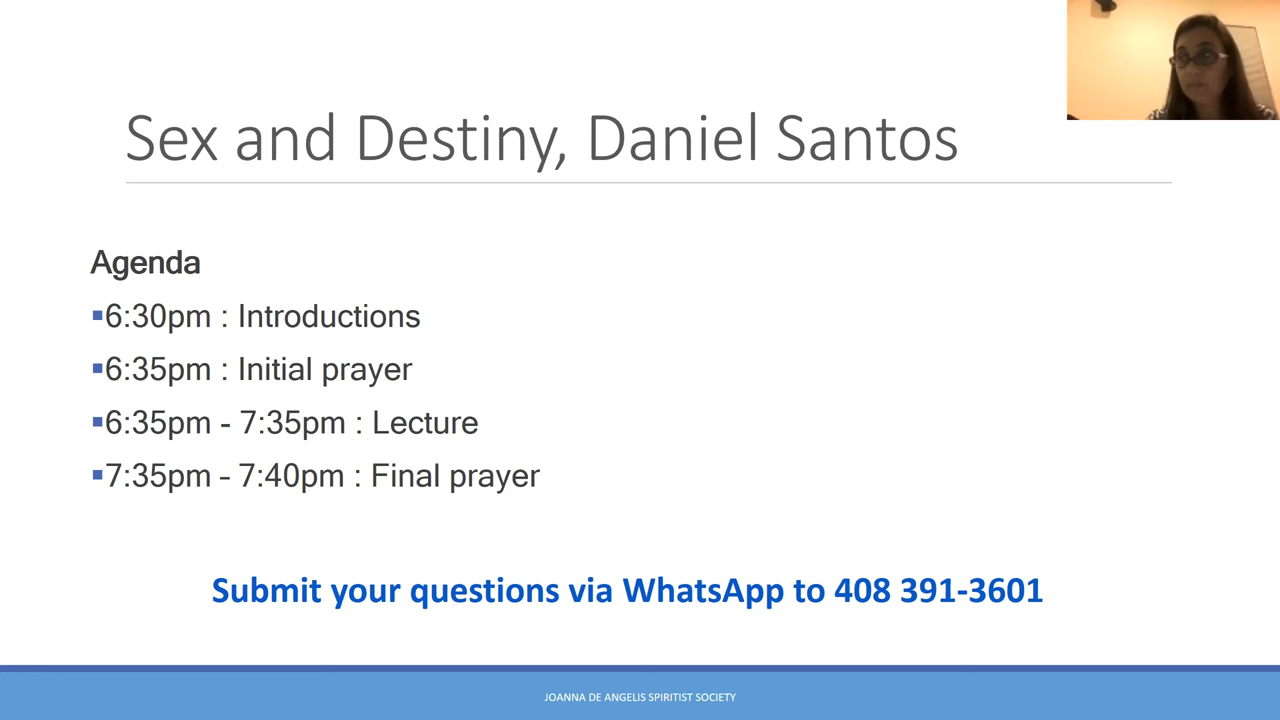 Sex and Destiny, Daniel Santos
Agenda
▪6:30pm : Introductions
▪6:35pm : Initial prayer
▪6:35pm - 7:35pm : Lecture
▪7:35pm – 7:40pm : Final prayer
Submit your questions via WhatsApp to 408 391-3601
JOANNA DE ANGELIS SPIRITIST SOCIETY